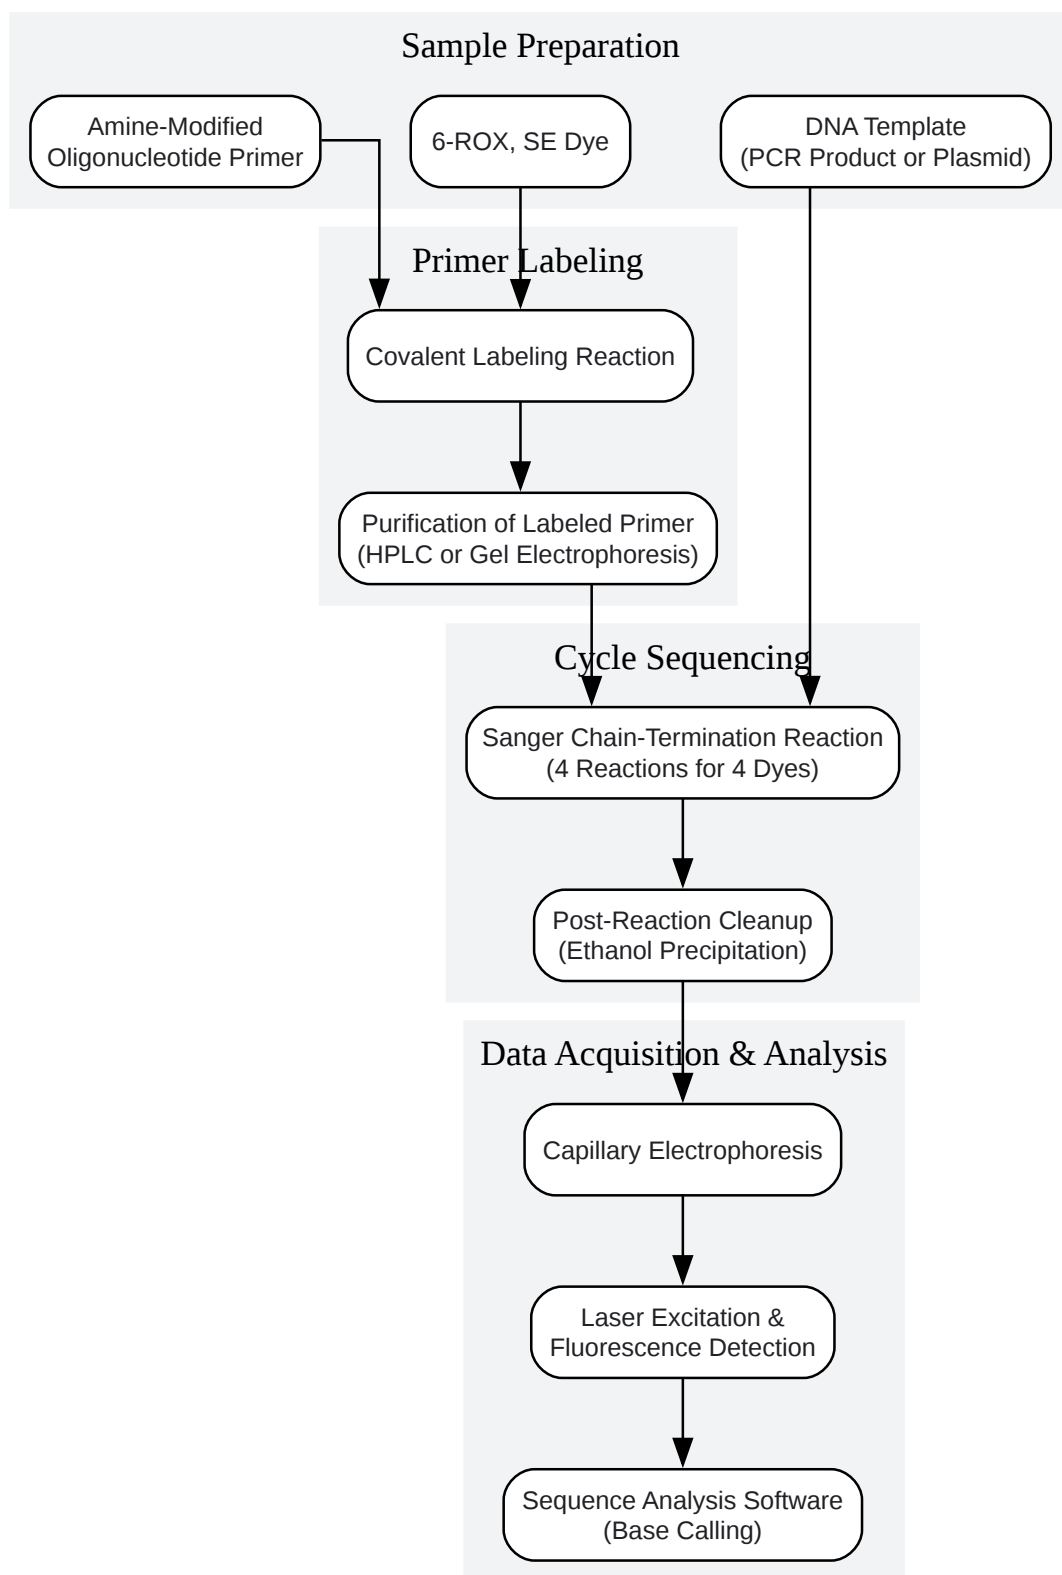 Sample Preparation
Amine-Modified
Oligonucleotide Primer
6-ROX, SE Dye
DNA Template
(PCR Product or Plasmid)
Primer Labeling
Covalent Labeling Reaction
Purification of Labeled Primer
(HPLC or Gel Electrophoresis)
Cycle Sequencing
Sanger Chain-Termination Reaction
(4 Reactions for 4 Dyes)
Post-Reaction Cleanup
(Ethanol Precipitation)
Data Acquisition & Analysis
Capillary Electrophoresis
Laser Excitation &
Fluorescence Detection
Sequence Analysis Software
(Base Calling)